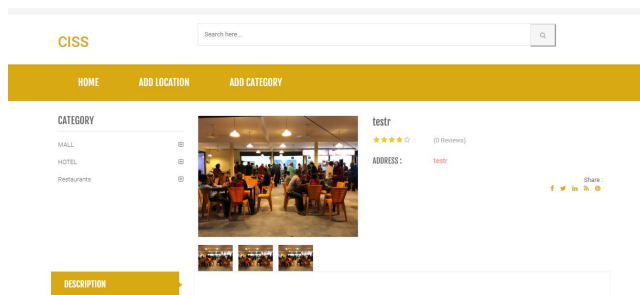 CISS
Search here...
HOME ADD LOCATION ADD CATEGORY
CATEGORY
MALL
HOTEL
Restaurants
testr
(0 Reviews)
ADDRESS : testr
Share :
DESCRIPTION